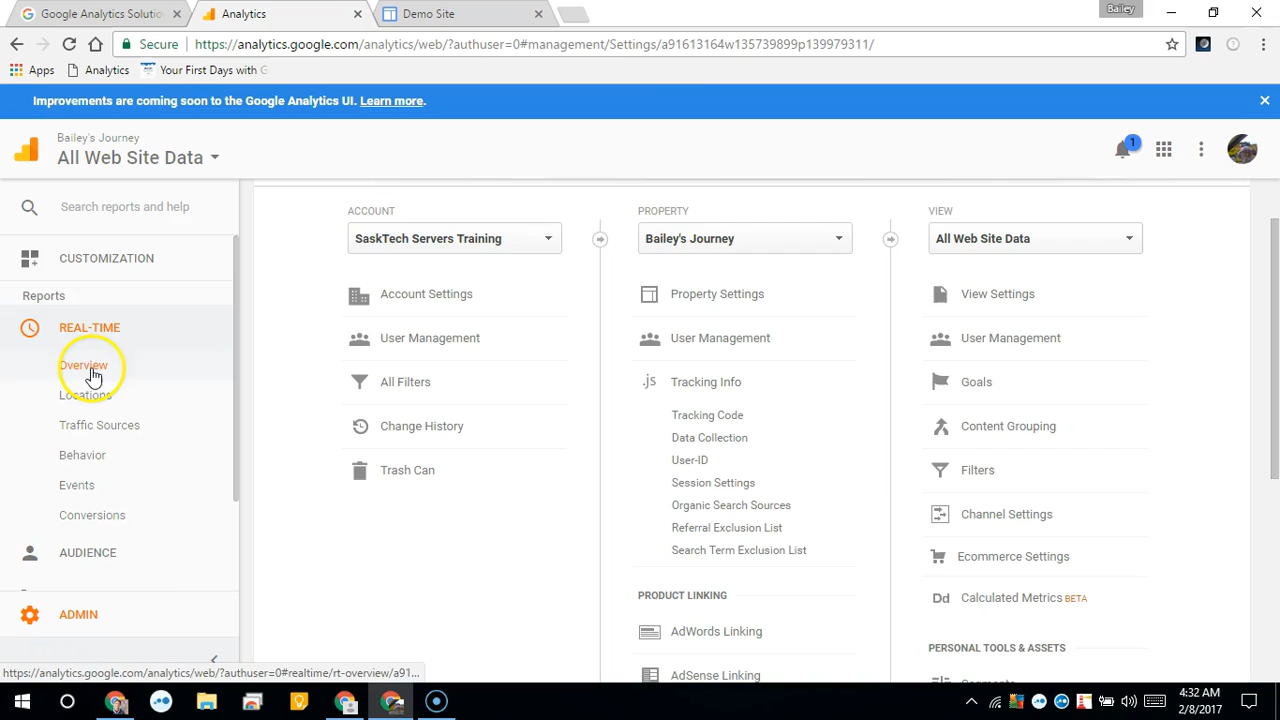 Google Analytics Solutio
Analytics
Demo Site
Bailey
Secure
https://analytics.google.com/analytics/web/?authuser=0#management/Settings/a91613164w135739899p139979311/
Apps
Analytics
Your First Days with G
Improvements are coming soon to the Google Analytics UI. Learn more.
Bailey's Journey
All Web Site Data
1
Search reports and help
CUSTOMIZATION
Reports
REAL-TIME
Overview
Locations
Traffic Sources
Behavior
Events
Conversions
AUDIENCE
ADMIN
ACCOUNT
SaskTech Servers Training
Account Settings
User Management
All Filters
Change History
Trash Can
PROPERTY
Bailey's Journey
Property Settings
User Management
.js Tracking Info
Tracking Code
Data Collection
User-ID
Session Settings
Organic Search Sources
Referral Exclusion List
Search Term Exclusion List
PRODUCT LINKING
AdWords Linking
AdSense Linking
VIEW
All Web Site Data
View Settings
User Management
Goals
Content Grouping
Filters
Channel Settings
Ecommerce Settings
Dd Calculated Metrics BETA
PERSONAL TOOLS & ASSETS
https://analytics.google.com/analytics/web/?authuser=0#realtime/rt-overview/a91...
4:32 AM
2/8/2017